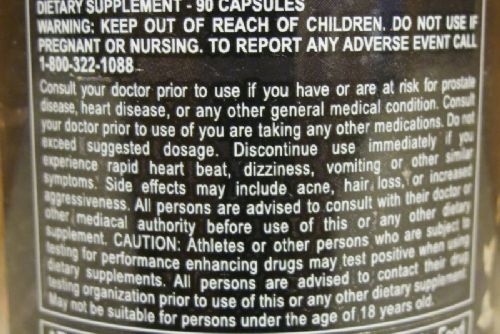 DIETARY SUPPLEMENT - 90 CAPSULES
WARNING: KEEP OUT OF REACH OF CHILDREN. DO NOT USE IF
PREGNANT OR NURSING. TO REPORT ANY ADVERSE EVENT CALL
1-800-322-1088
Consult your doctor prior to use if you have or are at risk for prostate
disease, heart disease, or any other general medical condition. Consult
your doctor prior to use of you are taking any other medications. Do not
exceed suggested dosage. Discontinue use immediately if you
experience rapid heart beat, dizziness, vomiting or other similar
symptoms. Side effects may include acne, hair loss, or increased
aggressiveness. All persons are advised to consult with their doctor or
other mediacal authority before use of this or any other dietary
supplement. CAUTION: Athletes or other persons who are subject to
testing for performance enhancing drugs may test positive when using
dietary supplements. All persons are advised to contact their drug
testing organization prior to use of this or any other dietary supplement.
May not be suitable for persons under the age of 18 years old.